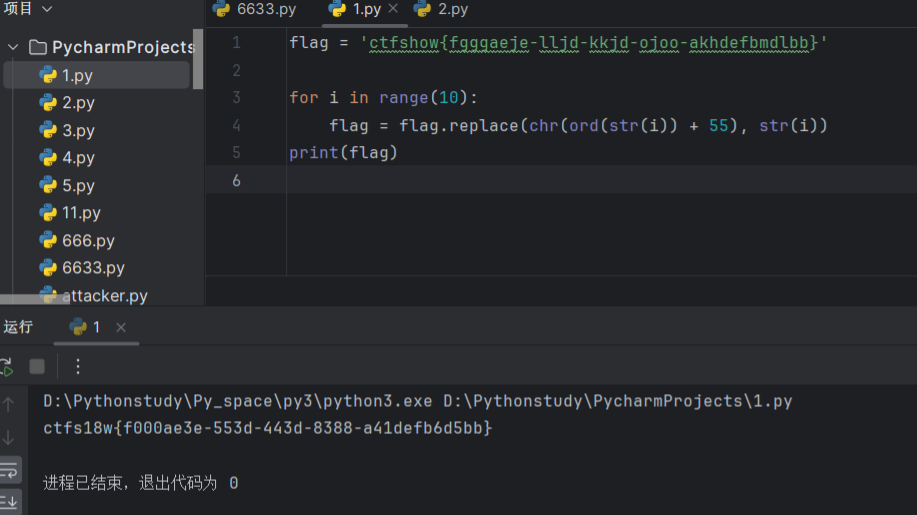 项目
6633.py
1.py
2.py
PycharmProjects
1.py
2.py
3.py
4.py
5.py
11.py
666.py
6633.py
attacker.py
1 flag = 'ctfshow{fgggaeje-lljd-kkjd-ojoo-akhdefbmdlbb}'
2
3 for i in range(10):
4 flag = flag.replace(chr(ord(str(i)) + 55), str(i))
5 print(flag)
6
运行
1
D:\Pythonstudy\Py_space\py3\python3.exe D:\Pythonstudy\PycharmProjects\1.py
ctfs18w{f000ae3e-553d-443d-8388-a41defb6d5bb}
进程已结束，退出代码为 0